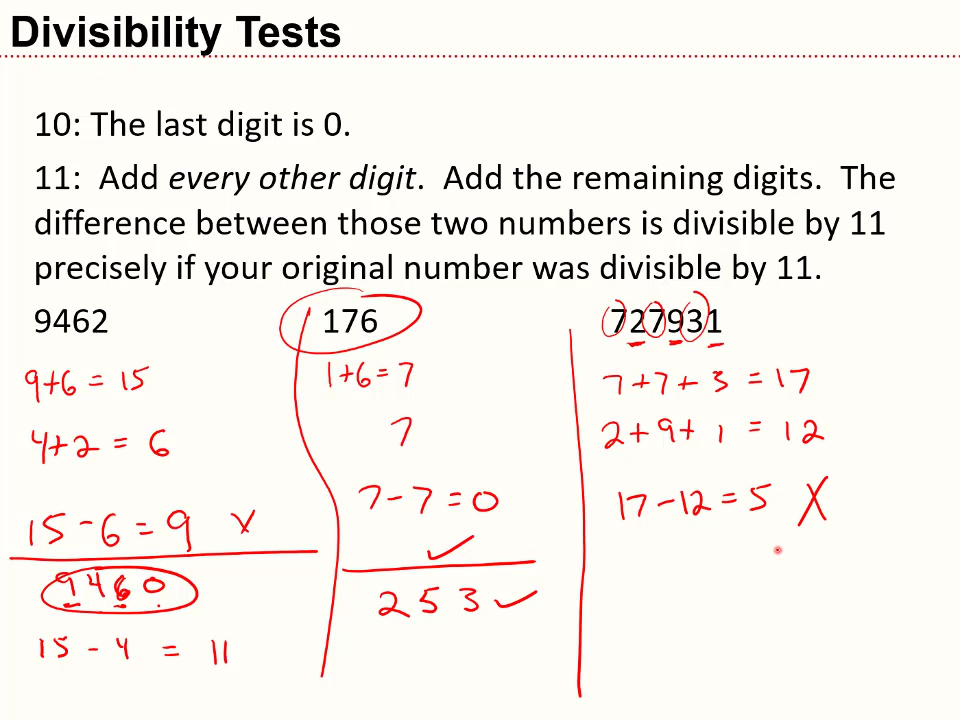 Divisibility Tests
10: The last digit is 0.
11: Add every other digit. Add the remaining digits. The
difference between those two numbers is divisible by 11
precisely if your original number was divisible by 11.
9462
9+6 = 15
4+2 = 6
15-6=9 X
9460
15 - 4 = 11
176
1+6=7
7
7-7=0
✓
253 ✓
727931
7+7+3 = 17
2+9+1 = 12
17-12=5 X